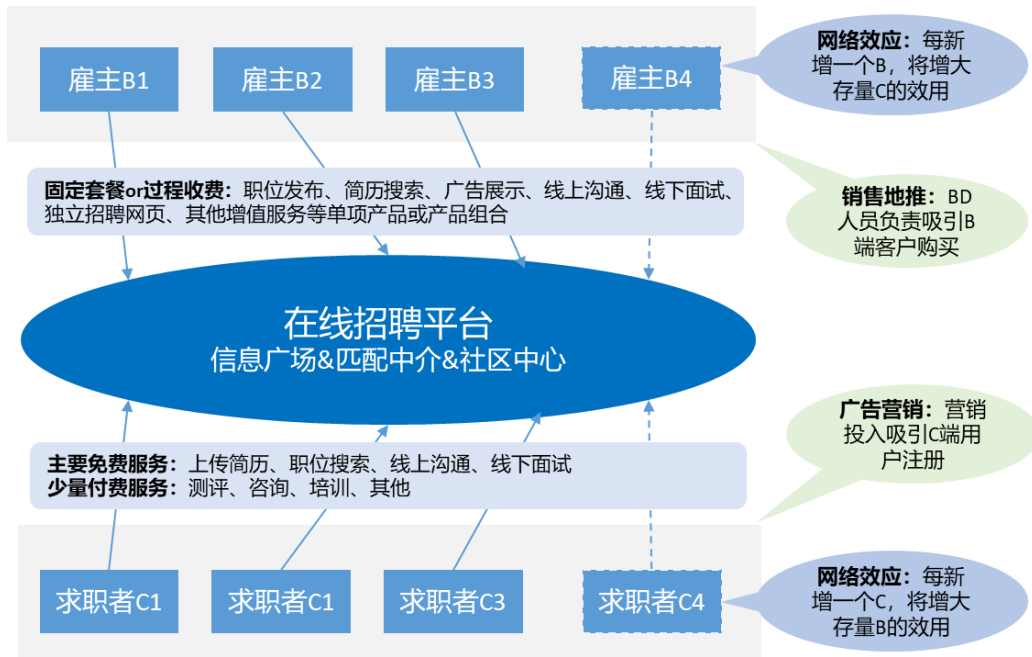 雇主B1
雇主B2
雇主B3
雇主B4
网络效应：每新
增一个B，将增大
存量C的效用
固定套餐or过程收费：职位发布、简历搜索、广告展示、线上沟通、线下面试、
独立招聘网页、其他增值服务等单项产品或产品组合
销售地推：BD
人员负责吸引B
端客户购买
在线招聘平台
信息广场&匹配中介&社区中心
广告营销：营销
投入吸引C端用
户注册
主要免费服务：上传简历、职位搜索、线上沟通、线下面试
少量付费服务：测评、咨询、培训、其他
求职者C1
求职者C1
求职者C3
求职者C4
网络效应：每新
增一个C，将增大
存量B的效用